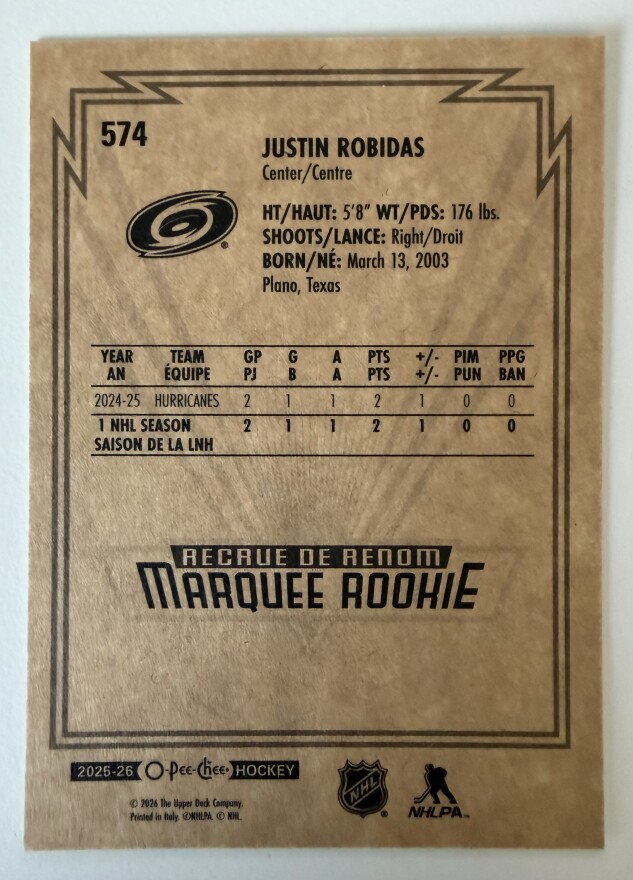 574
JUSTIN ROBIDAS
Center/Centre
HT/HAUT: 5'8" WT/PDS: 176 lbs.
SHOOTS/LANCE: Right/Droit
BORN/NÉ: March 13, 2003
Plano, Texas
®
YEAR TEAM GP G A PTS +/- PIM PPG
AN ÉQUIPE PJ B A PTS +/- PUN BAN
2024-25 HURRICANES 2 1 1 2 1 0 0
1 NHL SEASON 2 1 1 2 1 0 0
SAISON DE LA LNH
RECRUE DE RENOM
MARQUEE ROOKIE
2025-26 O-Pee-Chee HOCKEY
© 2026 The Upper Deck Company.
Printed in Italy. ©NHLPA. © NHL.
NHL ®
NHLPA™